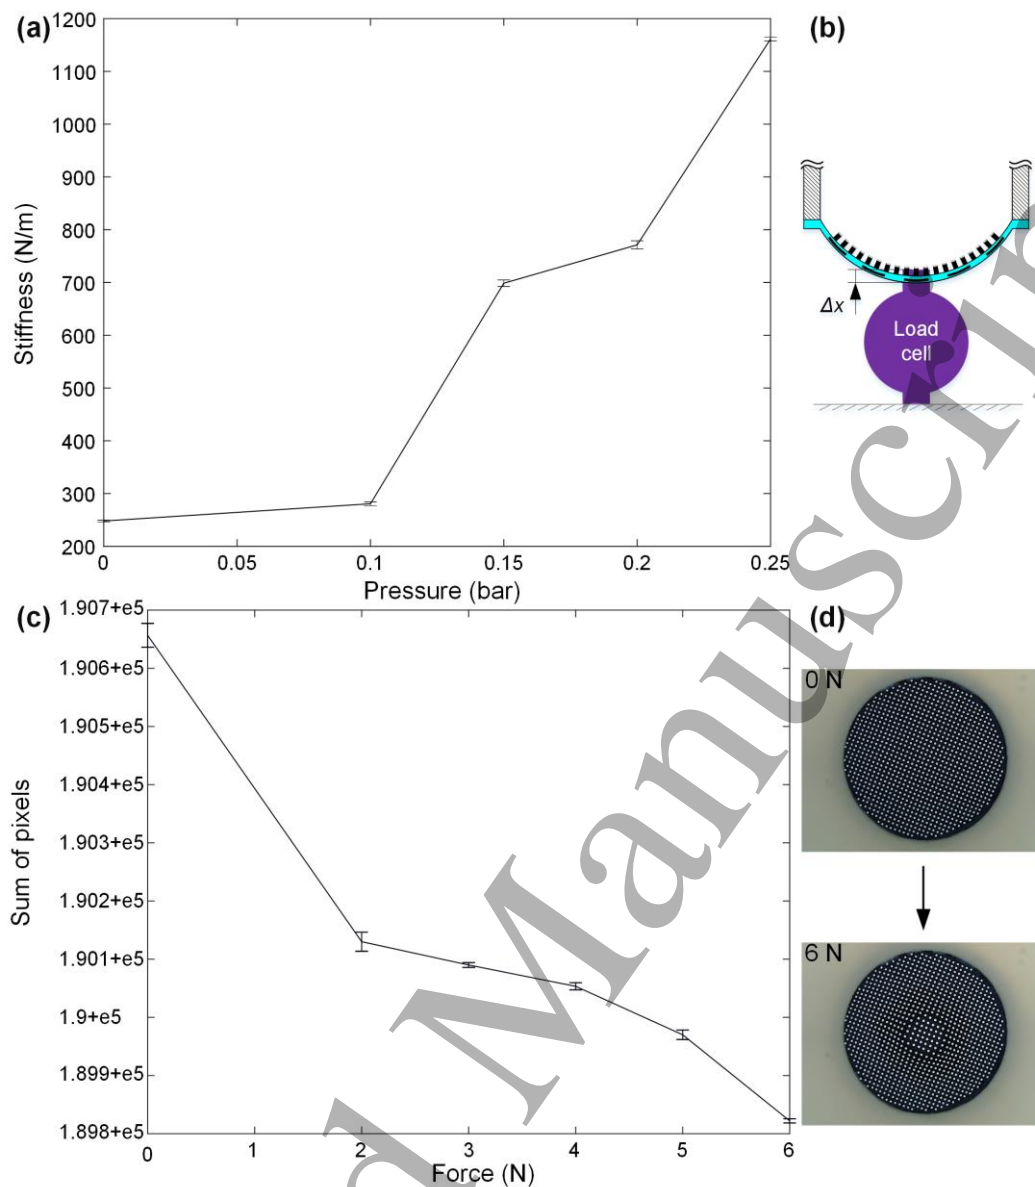 (a)
1200
1100
1000
900
800
700
600
500
400
300
200
Stiffness (N/m)
0
0.05
0.1
0.15
0.2
0.25
Pressure (bar)
(b)
Δx
Load
cell
(c)
1.907+e5
1.906+e5
1.905+e5
1.904+e5
1.903+e5
1.902+e5
1.901+e5
1.9+e5
1.899+e5
1.898+e5
Sum of pixels
0
1
2
3
4
5
6
Force (N)
(d)
0 N
6 N
d Manuscrip